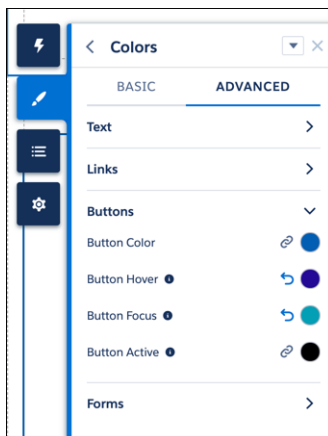 Colors
BASIC ADVANCED
Text
Links
Buttons
Button Color
Button Hover
Button Focus
Button Active
Forms